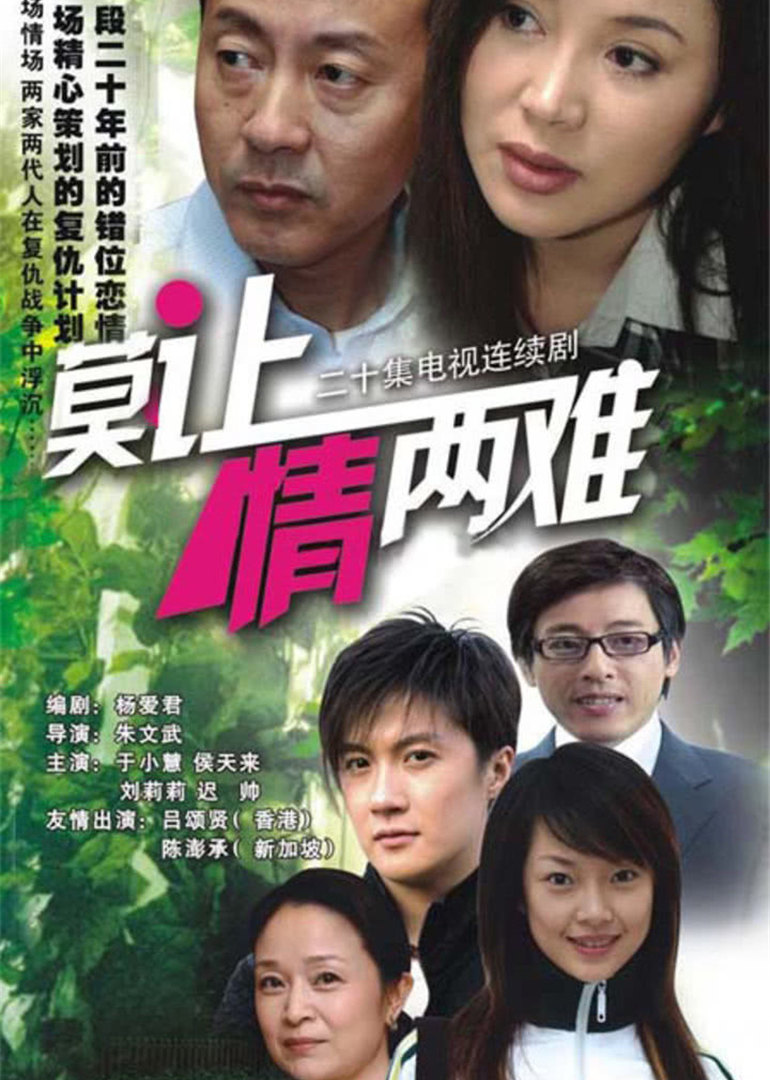 段二十年前的错位恋情
场精心策划的复仇计划
场情场 两家两代人在复仇战争中浮沉……
莫让
二十集电视连续剧
情两难
编剧：杨爱君
导演：朱文武
主演：于小慧 侯天来
刘莉莉 迟 帅
友情出演：吕颂贤（香港）
陈澎承（新加坡）